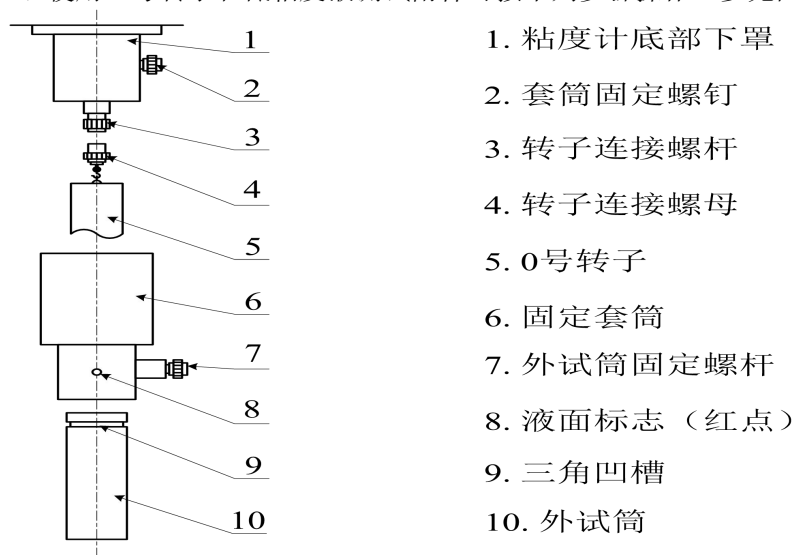 1
1. 粘度计底部下罩
2
2. 套筒固定螺钉
3
3. 转子连接螺杆
4
4. 转子连接螺母
5
5. 0号转子
6
6. 固定套筒
7
7. 外试筒固定螺杆
8
8. 液面标志（红点）
9
9. 三角凹槽
10
10. 外试筒